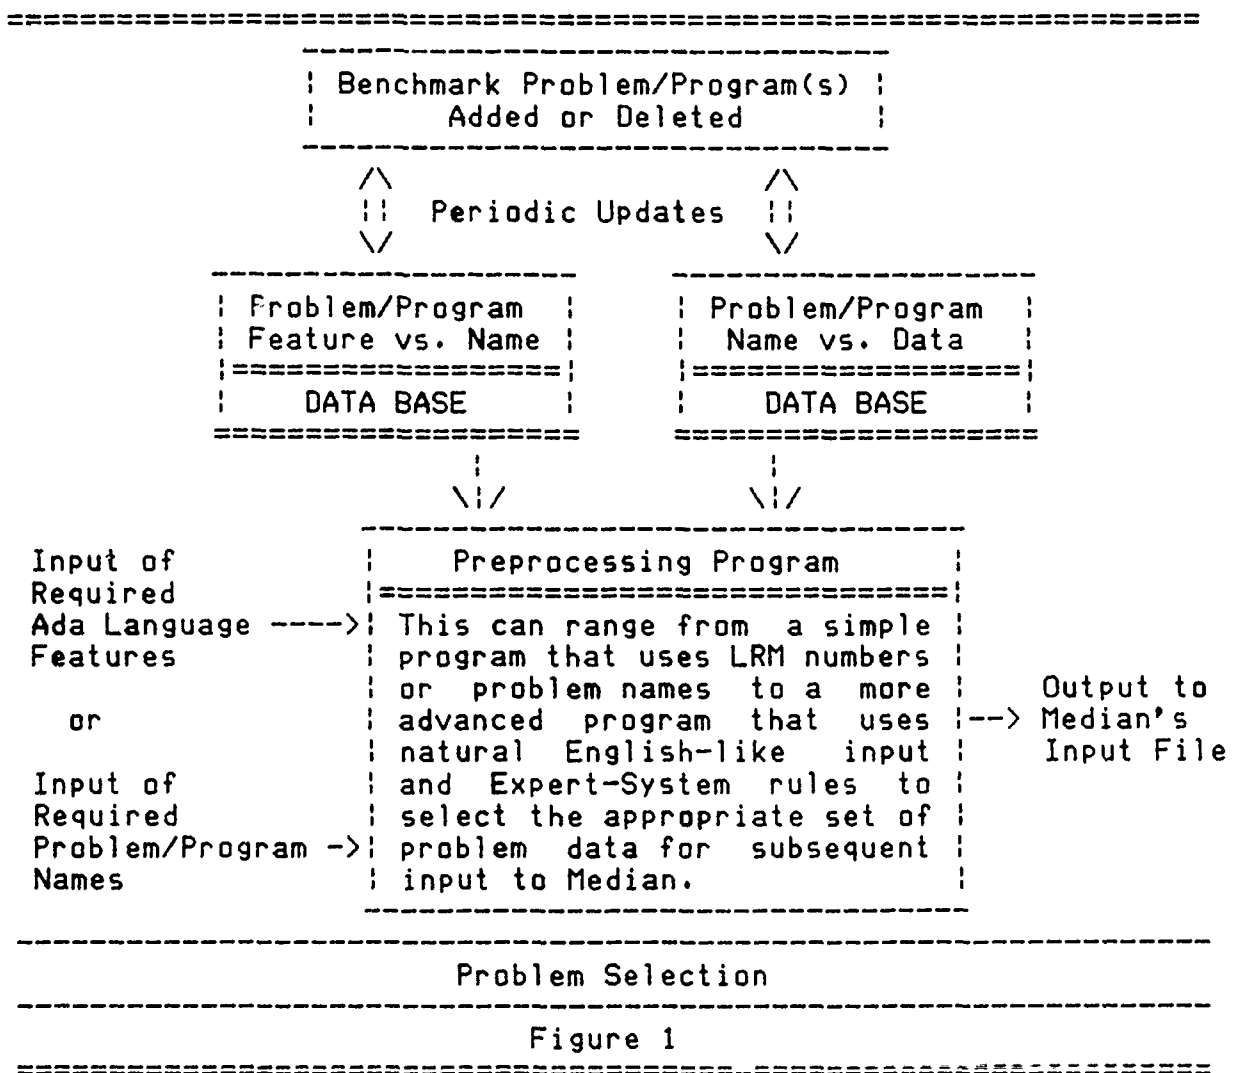 Benchmark Problem/Program(s)
Added or Deleted
Periodic Updates
Problem/Program
Feature vs. Name
DATA BASE
Problem/Program
Name vs. Data
DATA BASE
Input of
Required
Ada Language ---->
Features
or
Input of
Required
Problem/Program ->
Names
Preprocessing Program
This can range from a simple
program that uses LRM numbers
or problem names to a more
advanced program that uses
natural English-like input
and Expert-System rules to
select the appropriate set of
problem data for subsequent
input to Median.
--> Output to
Median's
Input File
Problem Selection
Figure 1